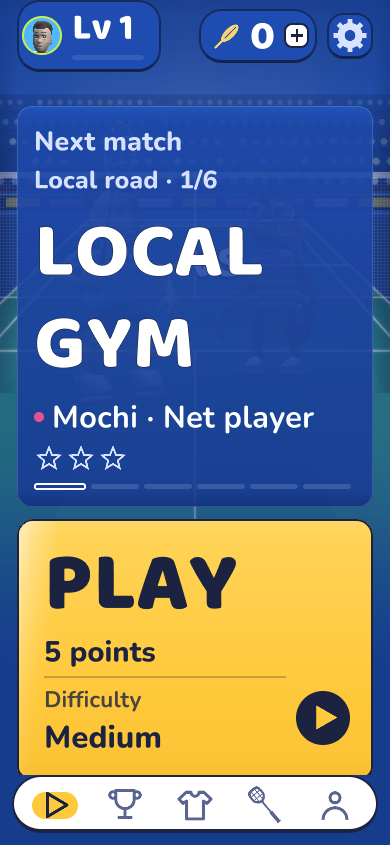 Lv 1
0
Next match
Local road · 1/6
LOCAL
GYM
Mochi · Net player
PLAY
5 points
Difficulty
Medium